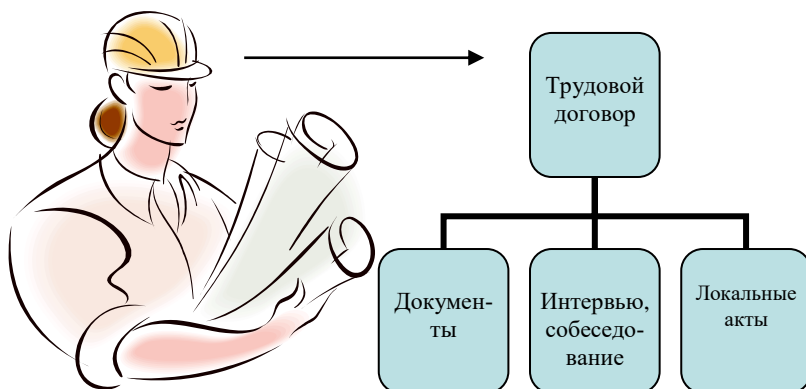 Трудовой
договор
Докумен-
ты
Интервью,
собеседо-
вание
Локальные
акты